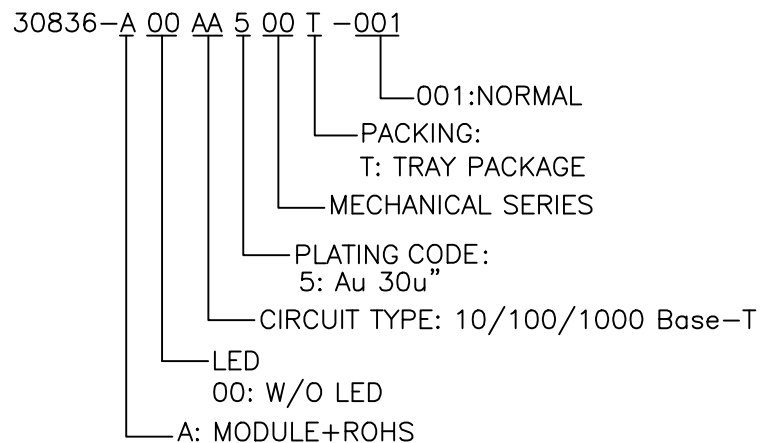 30836-A 00 AA 5 00 T -001
001:NORMAL
PACKING:
T: TRAY PACKAGE
MECHANICAL SERIES
PLATING CODE:
5: Au 30u"
CIRCUIT TYPE: 10/100/1000 Base-T
LED
00: W/O LED
A: MODULE+ROHS